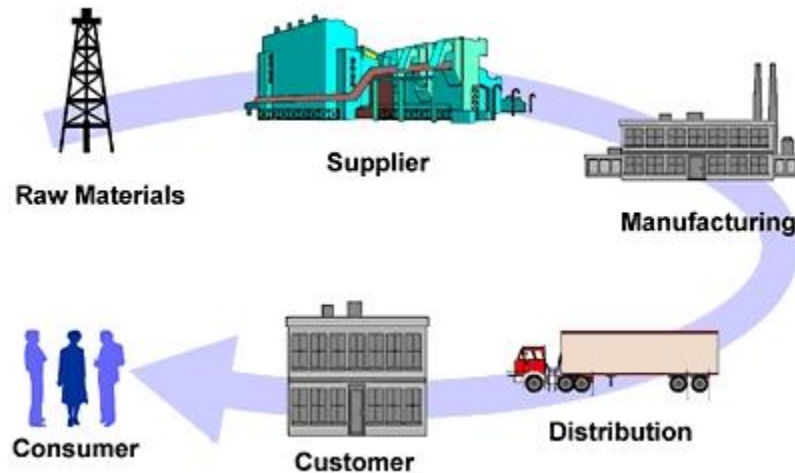 Raw Materials
Supplier
Manufacturing
Distribution
Customer
Consumer